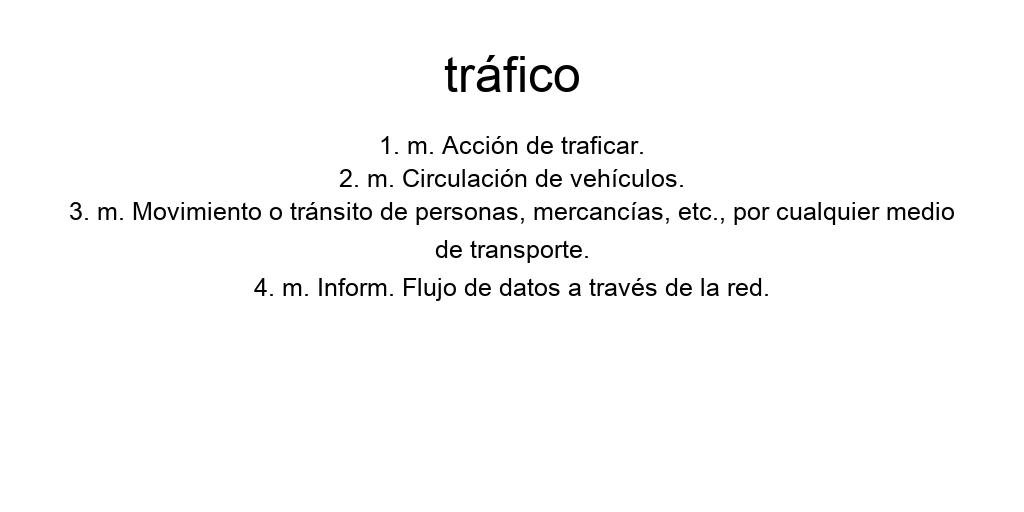 tráfico
1. m. Acción de traficar.
2. m. Circulación de vehículos.
3. m. Movimiento o tránsito de personas, mercancías, etc., por cualquier medio
de transporte.
4. m. Inform. Flujo de datos a través de la red.